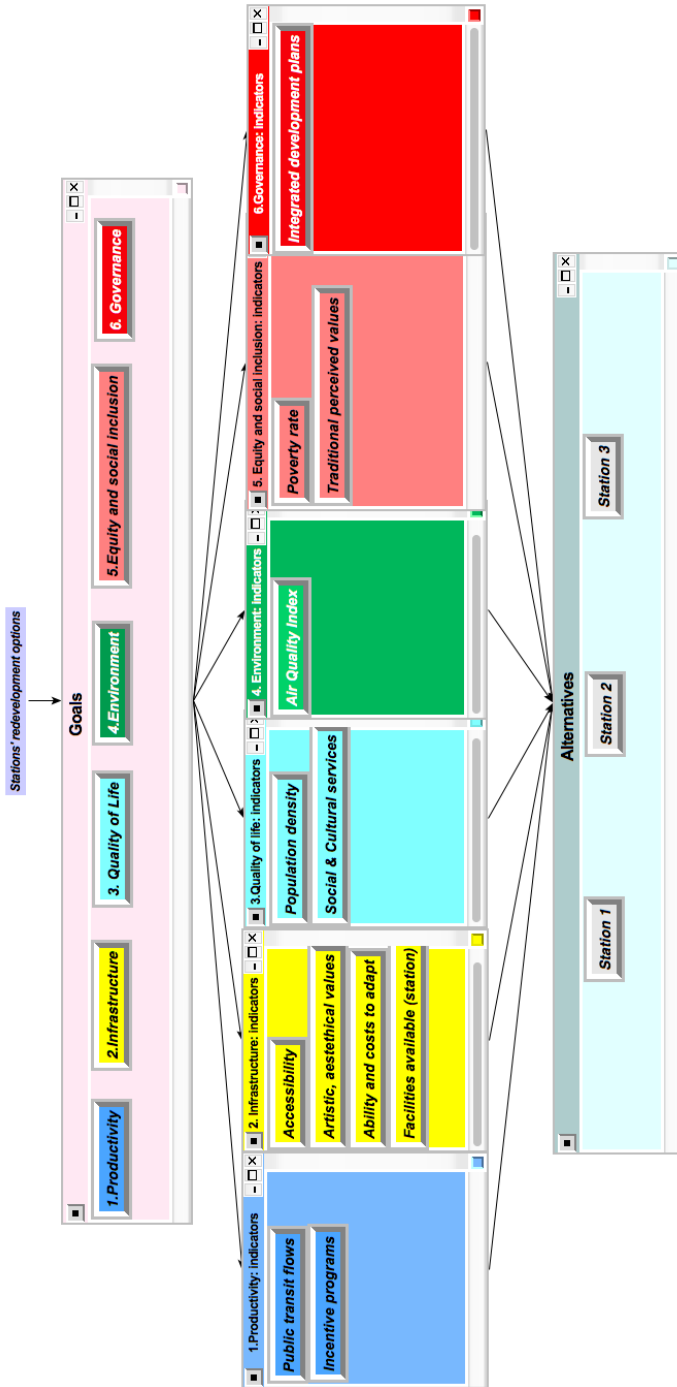 Stations' redevelopment options
Goals
1.Productivity
2.Infrastructure
3. Quality of Life
4.Environment
5.Equity and social inclusion
6. Governance
1.Productivity: indicators
Public transit flows
Incentive programs
2. Infrastructure: indicators
Accessibility
Artistic, aestethical values
Ability and costs to adapt
Facilities available (station)
3.Quality of life: indicators
Population density
Social & Cultural services
4. Environment: indicators
Air Quality Index
5. Equity and social inclusion: indicators
Poverty rate
Traditional perceived values
6.Governance: indicators
Integrated development plans
Alternatives
Station 1
Station 2
Station 3